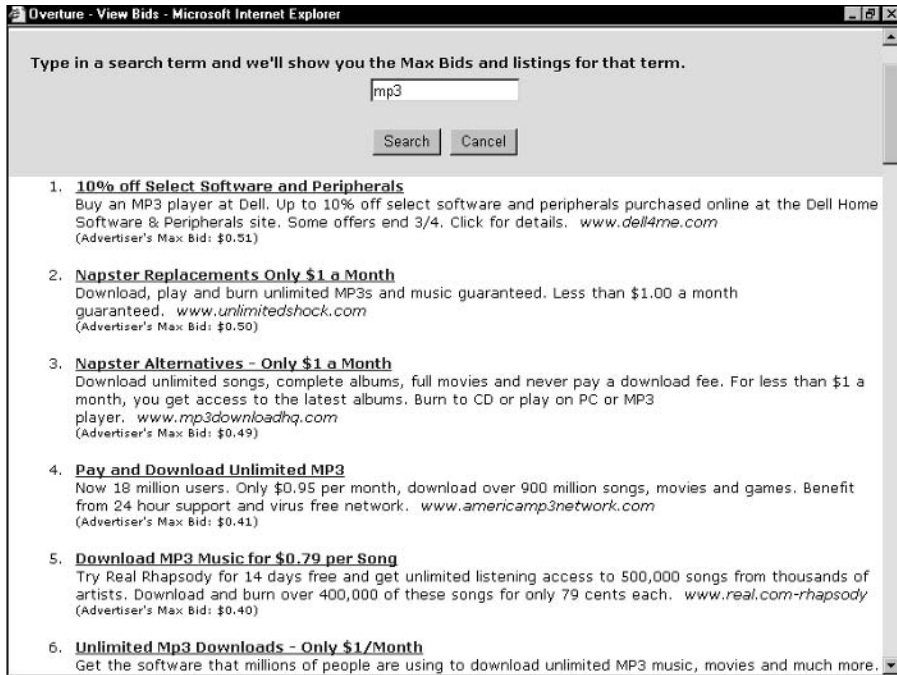 Overture - View Bids - Microsoft Internet Explorer
Type in a search term and we'll show you the Max Bids and listings for that term.
mp3
Search Cancel
1. 10% off Select Software and Peripherals
Buy an MP3 player at Dell. Up to 10% off select software and peripherals purchased online at the Dell Home
Software & Peripherals site. Some offers end 3/4. Click for details. www.dell4me.com
(Advertiser's Max Bid: $0.51)
2. Napster Replacements Only $1 a Month
Download, play and burn unlimited MP3s and music guaranteed. Less than $1.00 a month
guaranteed. www.unlimitedshock.com
(Advertiser's Max Bid: $0.50)
3. Napster Alternatives - Only $1 a Month
Download unlimited songs, complete albums, full movies and never pay a download fee. For less than $1 a
month, you get access to the latest albums. Burn to CD or play on PC or MP3
player. www.mp3downloadhq.com
(Advertiser's Max Bid: $0.49)
4. Pay and Download Unlimited MP3
Now 18 million users. Only $0.95 per month, download over 900 million songs, movies and games. Benefit
from 24 hour support and virus free network. www.americamp3network.com
(Advertiser's Max Bid: $0.41)
5. Download MP3 Music for $0.79 per Song
Try Real Rhapsody for 14 days free and get unlimited listening access to 500,000 songs from thousands of
artists. Download and burn over 400,000 of these songs for only 79 cents each. www.real.com-rhapsody
(Advertiser's Max Bid: $0.40)
6. Unlimited Mp3 Downloads - Only $1/Month
Get the software that millions of people are using to download unlimited MP3 music, movies and much more.